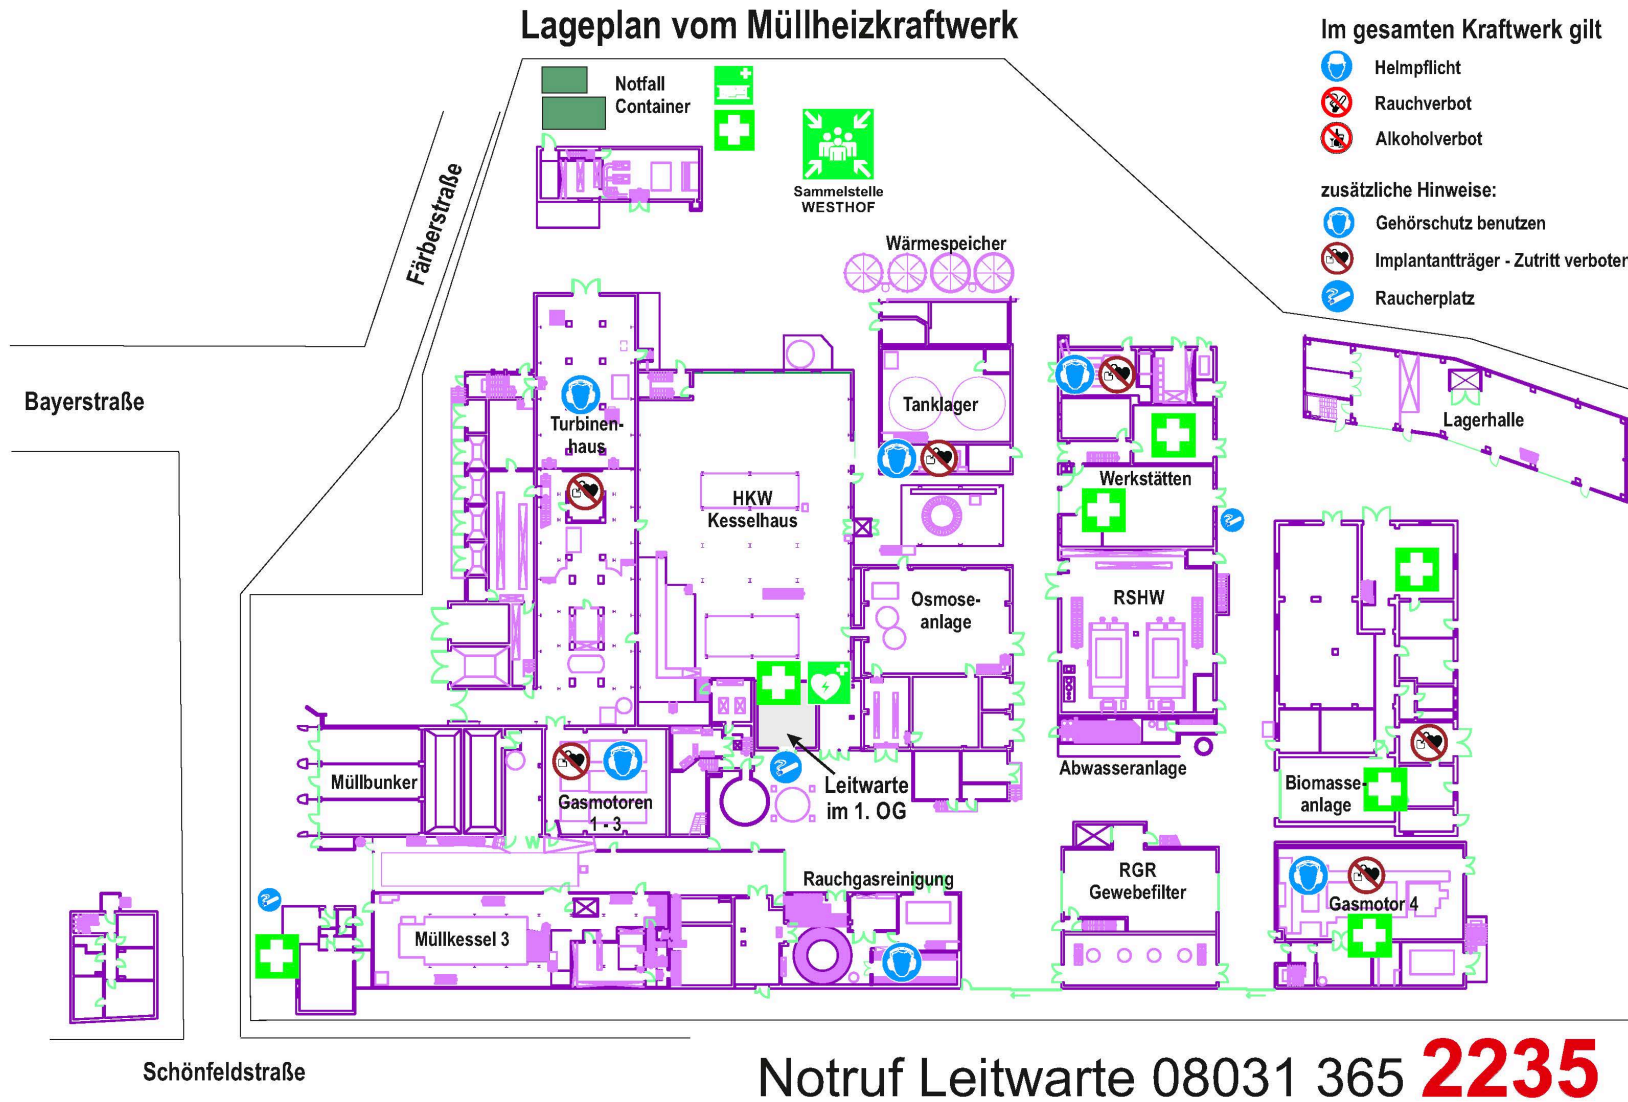 Lageplan vom Müllheizkraftwerk
Im gesamten Kraftwerk gilt
Helmpflicht
Rauchverbot
Alkoholverbot
zusätzliche Hinweise:
Gehörschutz benutzen
Implantantträger - Zutritt verboten
Raucherplatz
Notfall
Container
Sammelstelle
WESTHOF
Färberstraße
Bayerstraße
Wärmespeicher
Turbinen-
haus
Tanklager
Lagerhalle
HKW
Kesselhaus
Werkstätten
Osmose-
anlage
RSHW
Müllbunker
Gasmotoren
1 - 3
Leitwarte
im 1. OG
Abwasseranlage
Biomasse-
anlage
W
Rauchgasreinigung
RGR
Gewebefilter
Gasmotor 4
Müllkessel 3
Schönfeldstraße
Notruf Leitwarte 08031 365 2235